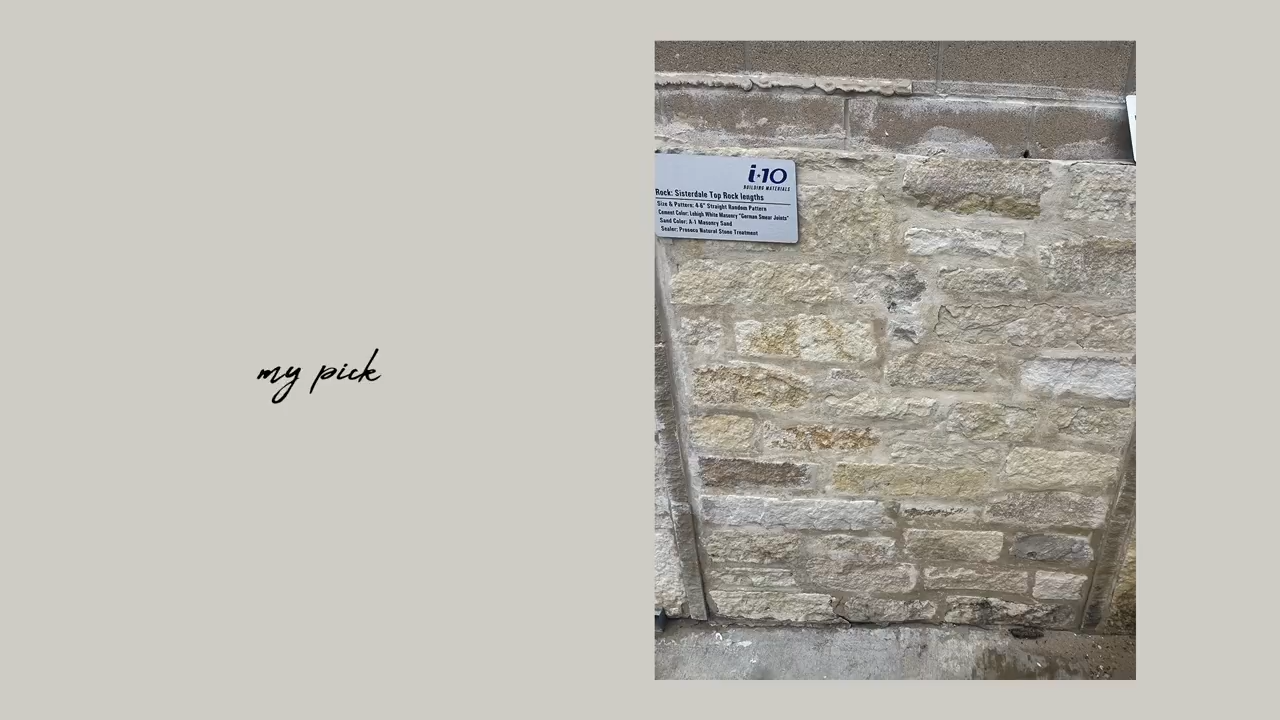 my pick
i-10
BUILDING MATERIALS
Rock: Sisterdale Top Rock lengths
Size & Pattern: 4-6" Straight Random Pattern
Cement Color: Lehigh White Masonry "German Smear Joints"
Sand Color: A-1 Masonry Sand
Sealer: Prosoco Natural Stone Treatment